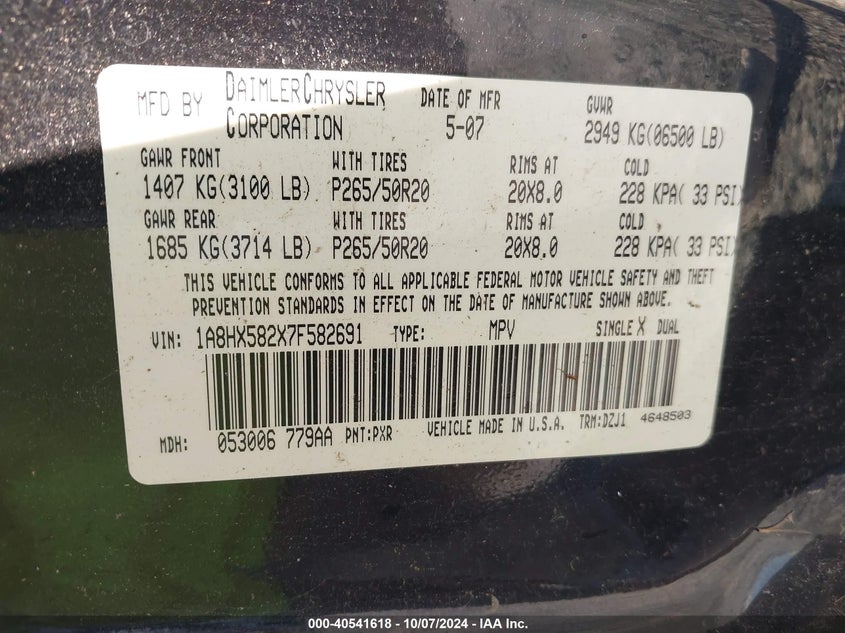 MFD BY DAIMLERCHRYSLER CORPORATION DATE OF MFR 5-07 GVWR 2949 KG(06500 LB)
GAWR FRONT WITH TIRES RIMS AT COLD
1407 KG(3100 LB) P265/50R20 20X8.0 228 KPA( 33 PSI)
GAWR REAR WITH TIRES RIMS AT COLD
1685 KG(3714 LB) P265/50R20 20X8.0 228 KPA( 33 PSI)
THIS VEHICLE CONFORMS TO ALL APPLICABLE FEDERAL MOTOR VEHICLE SAFETY AND THEFT
PREVENTION STANDARDS IN EFFECT ON THE DATE OF MANUFACTURE SHOWN ABOVE.
VIN: 1A8HX582X7F582691 TYPE: MPV SINGLE X DUAL
MDH: 053006 779AA PNT:PXR VEHICLE MADE IN U.S.A. TRM:DZJ1 4648503
000-40541618 - 10/07/2024 - IAA Inc.